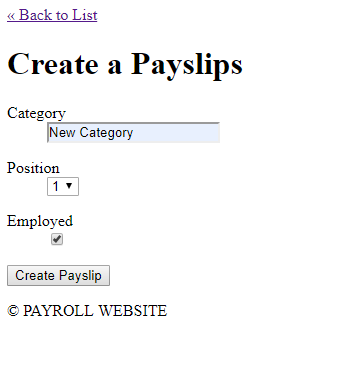 « Back to List
Create a Payslips
Category
New Category
Position
1
Employed
Create Payslip
© PAYROLL WEBSITE